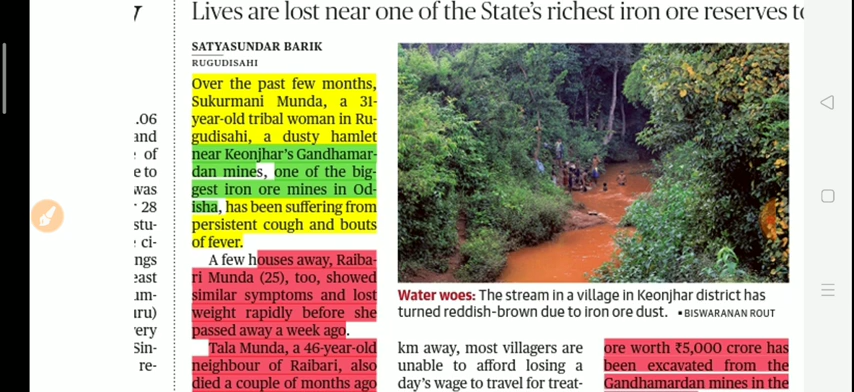 Lives are lost near one of the State's richest iron ore reserves
SATYASUNDAR BARIK
RUGUDISAHI
Over the past few months,
Sukurmani Munda, a 31-
year-old tribal woman in Ru-
gudisahi, a dusty hamlet
near Keonjhar's Gandhamar-
dan mines, one of the big-
gest iron ore mines in Od-
isha, has been suffering from
persistent cough and bouts
of fever.
A few houses away, Raiba-
ri Munda (25), too, showed
similar symptoms and lost
weight rapidly before she
passed away a week ago.
Tala Munda, a 46-year-old
neighbour of Raibari, also
died a couple of months ago
Water woes: The stream in a village in Keonjhar district has
turned reddish-brown due to iron ore dust. •BISWARANAN ROUT
km away, most villagers are
unable to afford losing a
day's wage to travel for treat-
ore worth ₹5,000 crore has
been excavated from the
Gandhamardan mines in the
.06
and
of
e to
was
28
stu-
ci-
ngs
east
um-
aru)
very
Sin-
re-